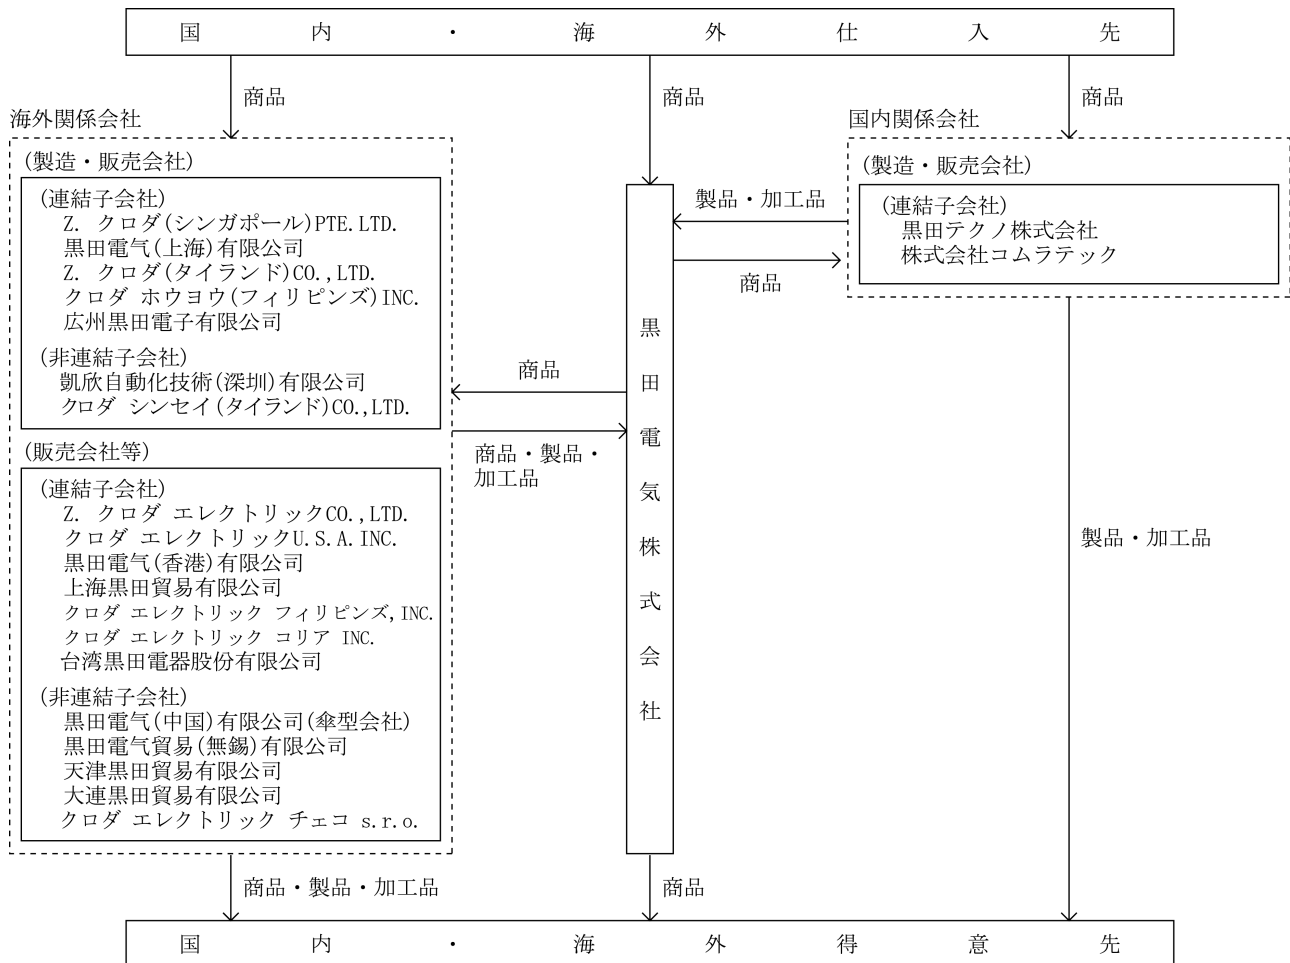 国内・海外仕入先
商品
商品
商品
海外関係会社
(製造・販売会社)
(連結子会社)
Z. クロダ(シンガポール)PTE.LTD.
黒田電气(上海)有限公司
Z. クロダ(タイランド)CO.,LTD.
クロダ ホウヨウ(フィリピンズ)INC.
広州黒田電子有限公司
(非連結子会社)
凱欣自動化技術(深圳)有限公司
クロダ シンセイ(タイランド)CO.,LTD.
(販売会社等)
(連結子会社)
Z. クロダ エレクトリックCO.,LTD.
クロダ エレクトリックU.S.A.INC.
黒田電气(香港)有限公司
上海黒田貿易有限公司
クロダ エレクトリック フィリピンズ,INC.
クロダ エレクトリック コリア INC.
台湾黒田電器股份有限公司
(非連結子会社)
黒田電气(中国)有限公司(傘型会社)
黒田電气貿易(無錫)有限公司
天津黒田貿易有限公司
大連黒田貿易有限公司
クロダ エレクトリック チェコ s.r.o.
商品
商品・製品・
加工品
黒田電気株式会社
製品・加工品
商品
国内関係会社
(製造・販売会社)
(連結子会社)
黒田テクノ株式会社
株式会社コムラテック
製品・加工品
商品・製品・加工品
商品
国内・海外得意先